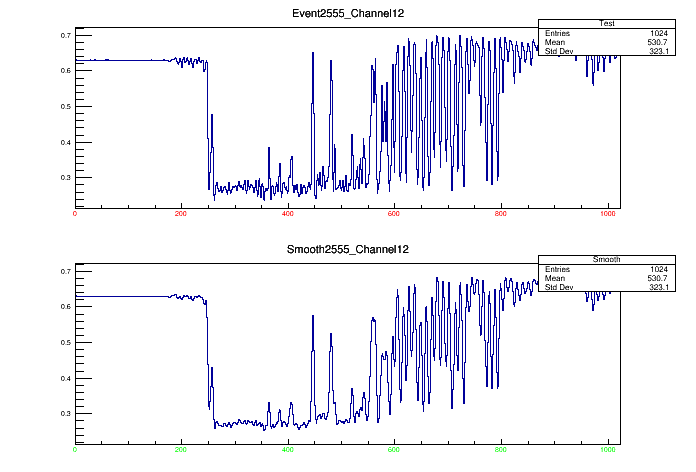 Event2555_Channel12
Test
Entries 1024
Mean 530.7
Std Dev 323.1
0.7
0.6
0.5
0.4
0.3
0 200 400 600 800 1000
Smooth2555_Channel12
Smooth
Entries 1024
Mean 530.7
Std Dev 323.1
0.7
0.6
0.5
0.4
0.3
0 200 400 600 800 1000